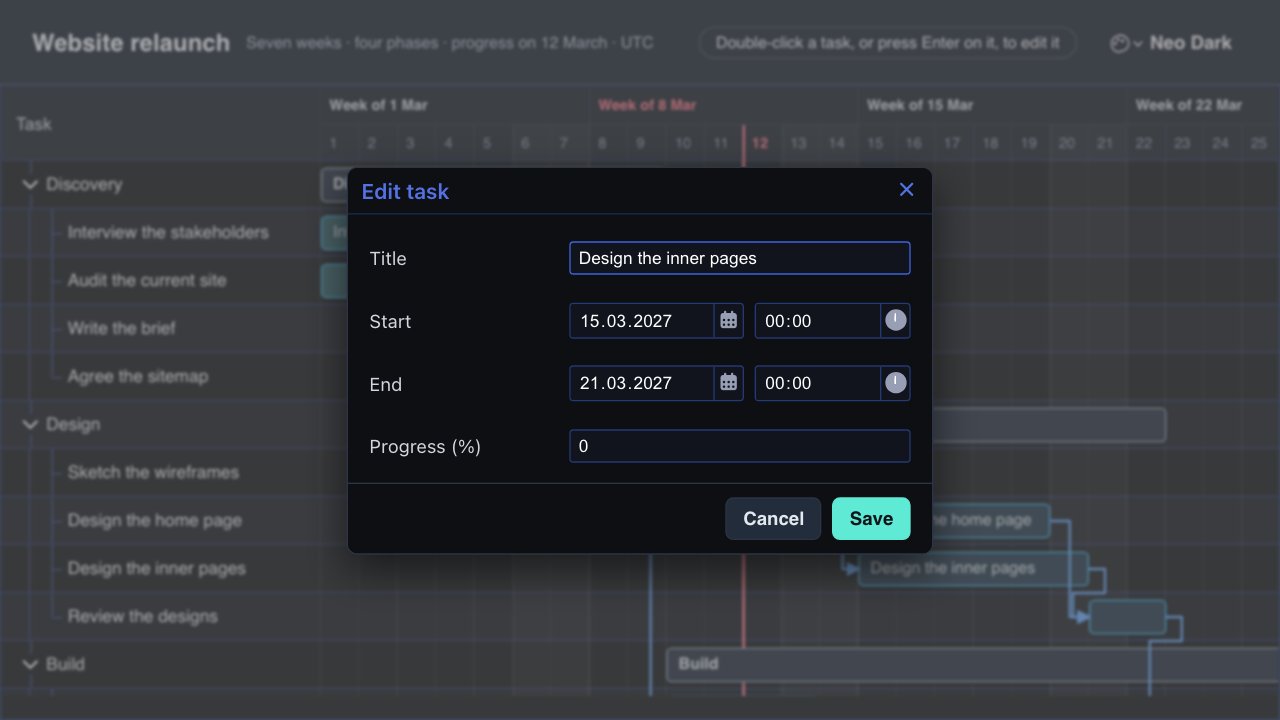 Website relaunch
Seven weeks · four phases · progress on 12 March · UTC
Double-click a task, or press Enter on it, to edit it
Neo Dark
Task
Week of 1 Mar
Week of 8 Mar
Week of 15 Mar
Week of 22 Mar
1 2 3 4 5 6 7 8 9 10 11 12 13 14 15 16 17 18 19 20 21 22 23 24 25
Discovery
Interview the stakeholders
Audit the current site
Write the brief
Agree the sitemap
Design
Sketch the wireframes
Design the home page
Design the inner pages
Review the designs
Build
Edit task
Title
Design the inner pages
Start
15.03.2027
00:00
End
21.03.2027
00:00
Progress (%)
0
Cancel
Save
home page
Design the inner pages
Build